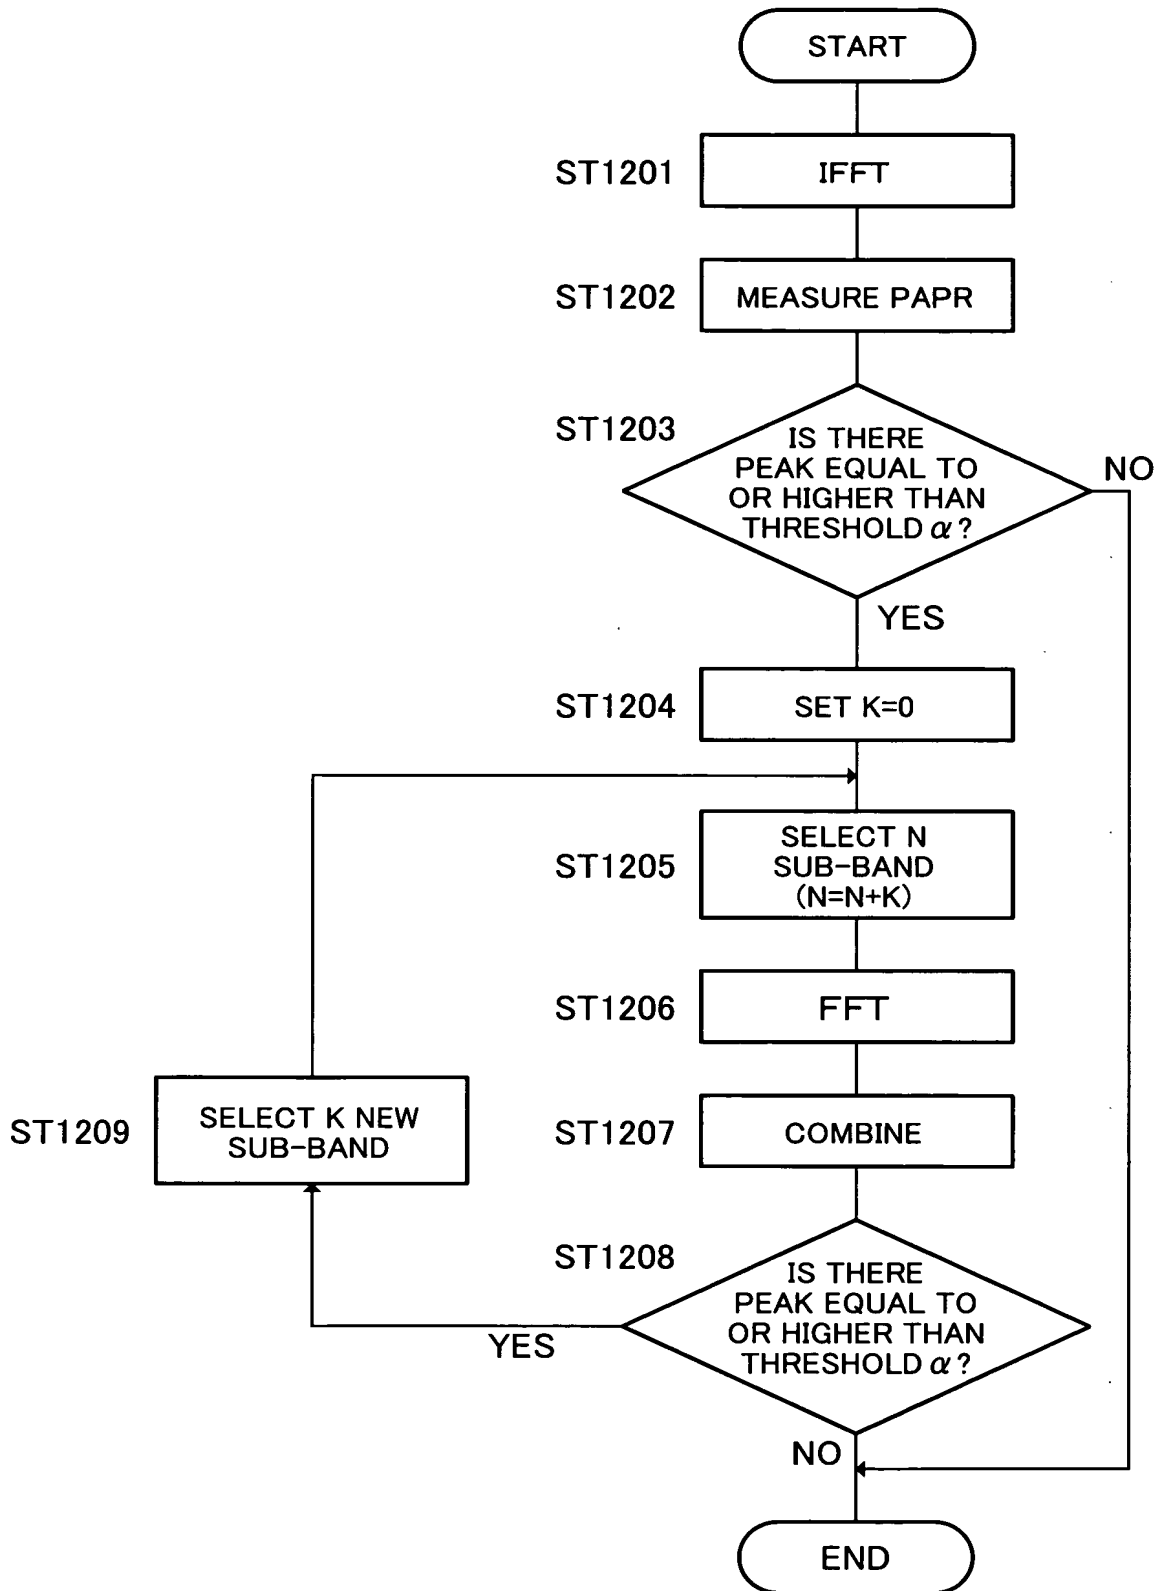 START
ST1201
IFFT
ST1202
MEASURE PAPR
ST1203
IS THERE
PEAK EQUAL TO
OR HIGHER THAN
THRESHOLD α?
NO
YES
ST1204
SET K=0
ST1205
SELECT N
SUB-BAND
(N=N+K)
ST1206
FFT
ST1209
SELECT K NEW
SUB-BAND
ST1207
COMBINE
ST1208
IS THERE
PEAK EQUAL TO
OR HIGHER THAN
THRESHOLD α?
YES
NO
END